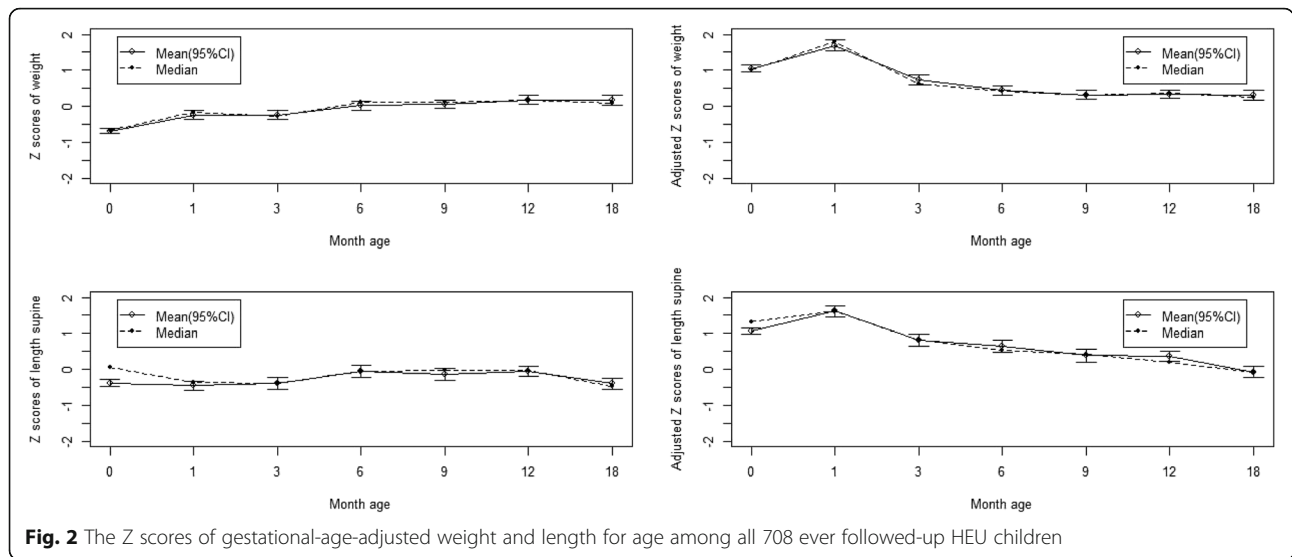 Z scores of weight
2
1
0
-1
-2
Mean(95%CI)
Median
0 1 3 6 9 12 18
Month age
Adjusted Z scores of weight
2
1
0
-1
-2
Mean(95%CI)
Median
0 1 3 6 9 12 18
Month age
Z scores of length supine
2
1
0
-1
-2
Mean(95%CI)
Median
0 1 3 6 9 12 18
Month age
Adjusted Z scores of length supine
2
1
0
-1
-2
Mean(95%CI)
Median
0 1 3 6 9 12 18
Month age
Fig. 2 The Z scores of gestational-age-adjusted weight and length for age among all 708 ever followed-up HEU children